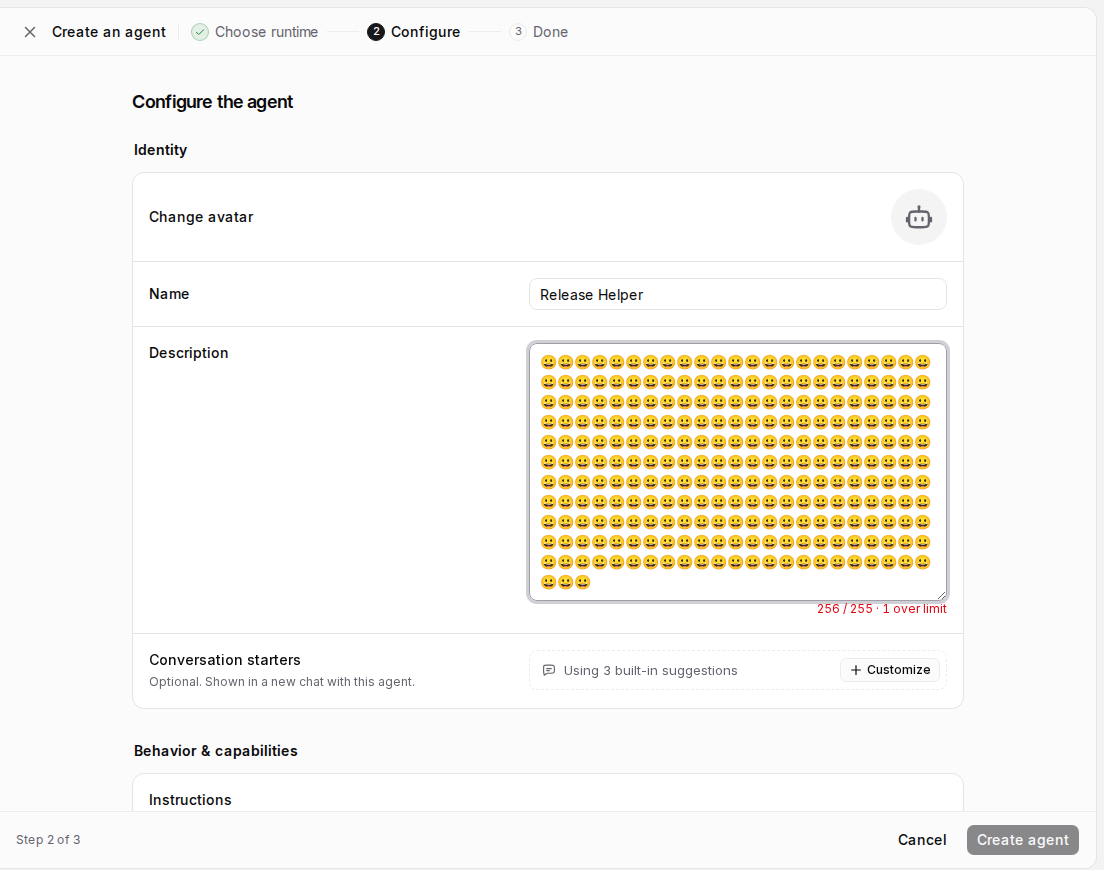 Create an agent
Choose runtime
2 Configure
3 Done
Configure the agent
Identity
Change avatar
Name
Release Helper
Description
😀😀😀😀😀😀😀😀😀😀😀😀😀😀😀😀😀😀😀😀😀😀😀
😀😀😀😀😀😀😀😀😀😀😀😀😀😀😀😀😀😀😀😀😀😀😀
😀😀😀😀😀😀😀😀😀😀😀😀😀😀😀😀😀😀😀😀😀😀😀
😀😀😀😀😀😀😀😀😀😀😀😀😀😀😀😀😀😀😀😀😀😀😀
😀😀😀😀😀😀😀😀😀😀😀😀😀😀😀😀😀😀😀😀😀😀😀
😀😀😀😀😀😀😀😀😀😀😀😀😀😀😀😀😀😀😀😀😀😀😀
😀😀😀😀😀😀😀😀😀😀😀😀😀😀😀😀😀😀😀😀😀😀😀
😀😀😀😀😀😀😀😀😀😀😀😀😀😀😀😀😀😀😀😀😀😀😀
😀😀😀😀😀😀😀😀😀😀😀😀😀😀😀😀😀😀😀😀😀😀😀
😀😀😀😀😀😀😀😀😀😀😀😀😀😀😀😀😀😀😀😀😀😀😀
😀😀😀😀😀😀😀😀😀😀😀😀😀😀😀😀😀😀😀😀😀😀😀
😀😀😀
256 / 255 · 1 over limit
Conversation starters
Optional. Shown in a new chat with this agent.
Using 3 built-in suggestions
+ Customize
Behavior & capabilities
Instructions
Step 2 of 3
Cancel
Create agent